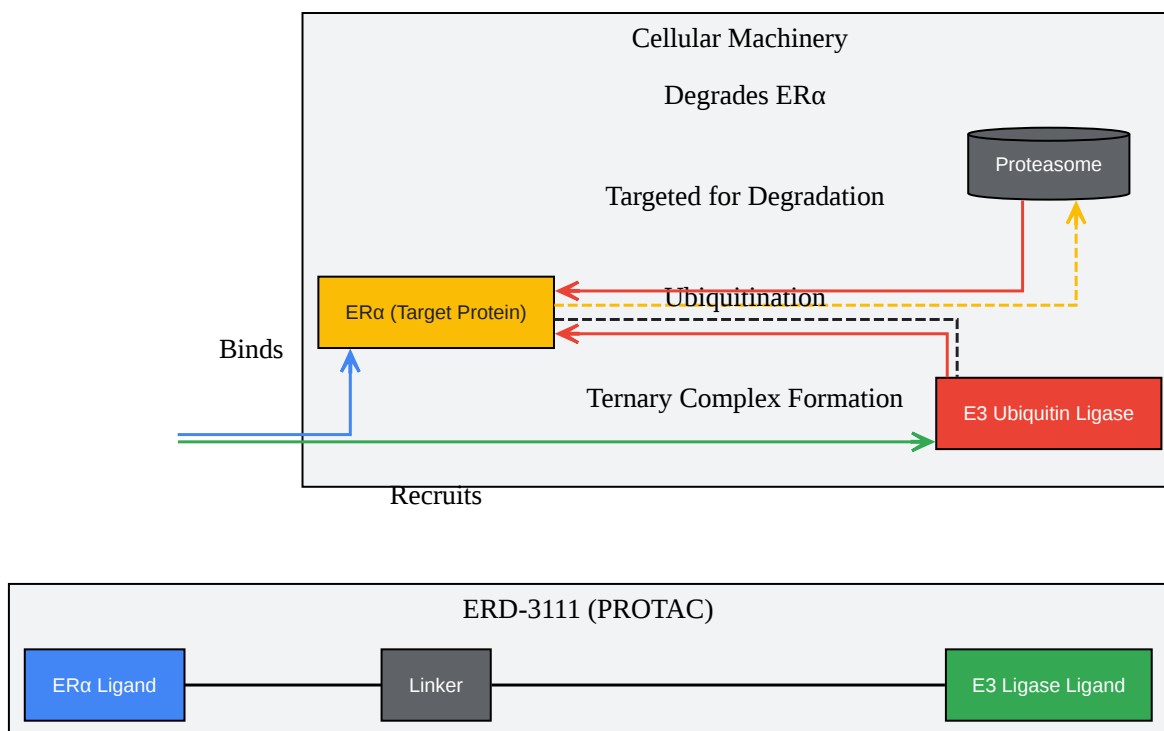 Cellular Machinery
Degrades ERα
Proteasome
Targeted for Degradation
Ubiquitination
ERα (Target Protein)
Binds
Ternary Complex Formation
E3 Ubiquitin Ligase
Recruits
ERD-3111 (PROTAC)
ERα Ligand
Linker
E3 Ligase Ligand